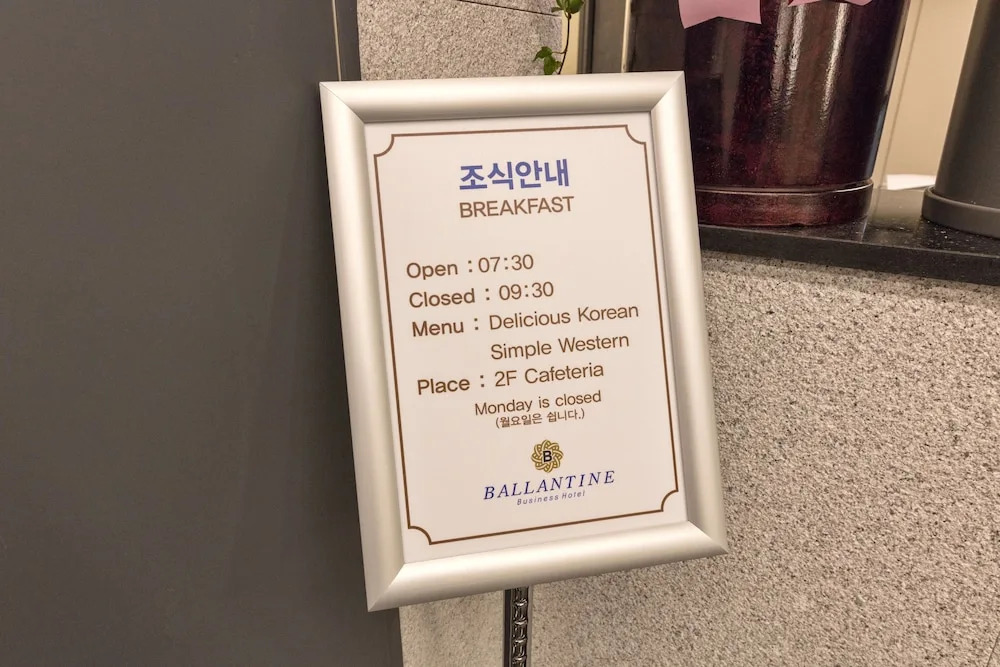 조식안내
BREAKFAST
Open : 07:30
Closed : 09:30
Menu : Delicious Korean
Simple Western
Place : 2F Cafeteria
Monday is closed
(월요일은 쉽니다.)
B
BALLANTINE
Business Hotel